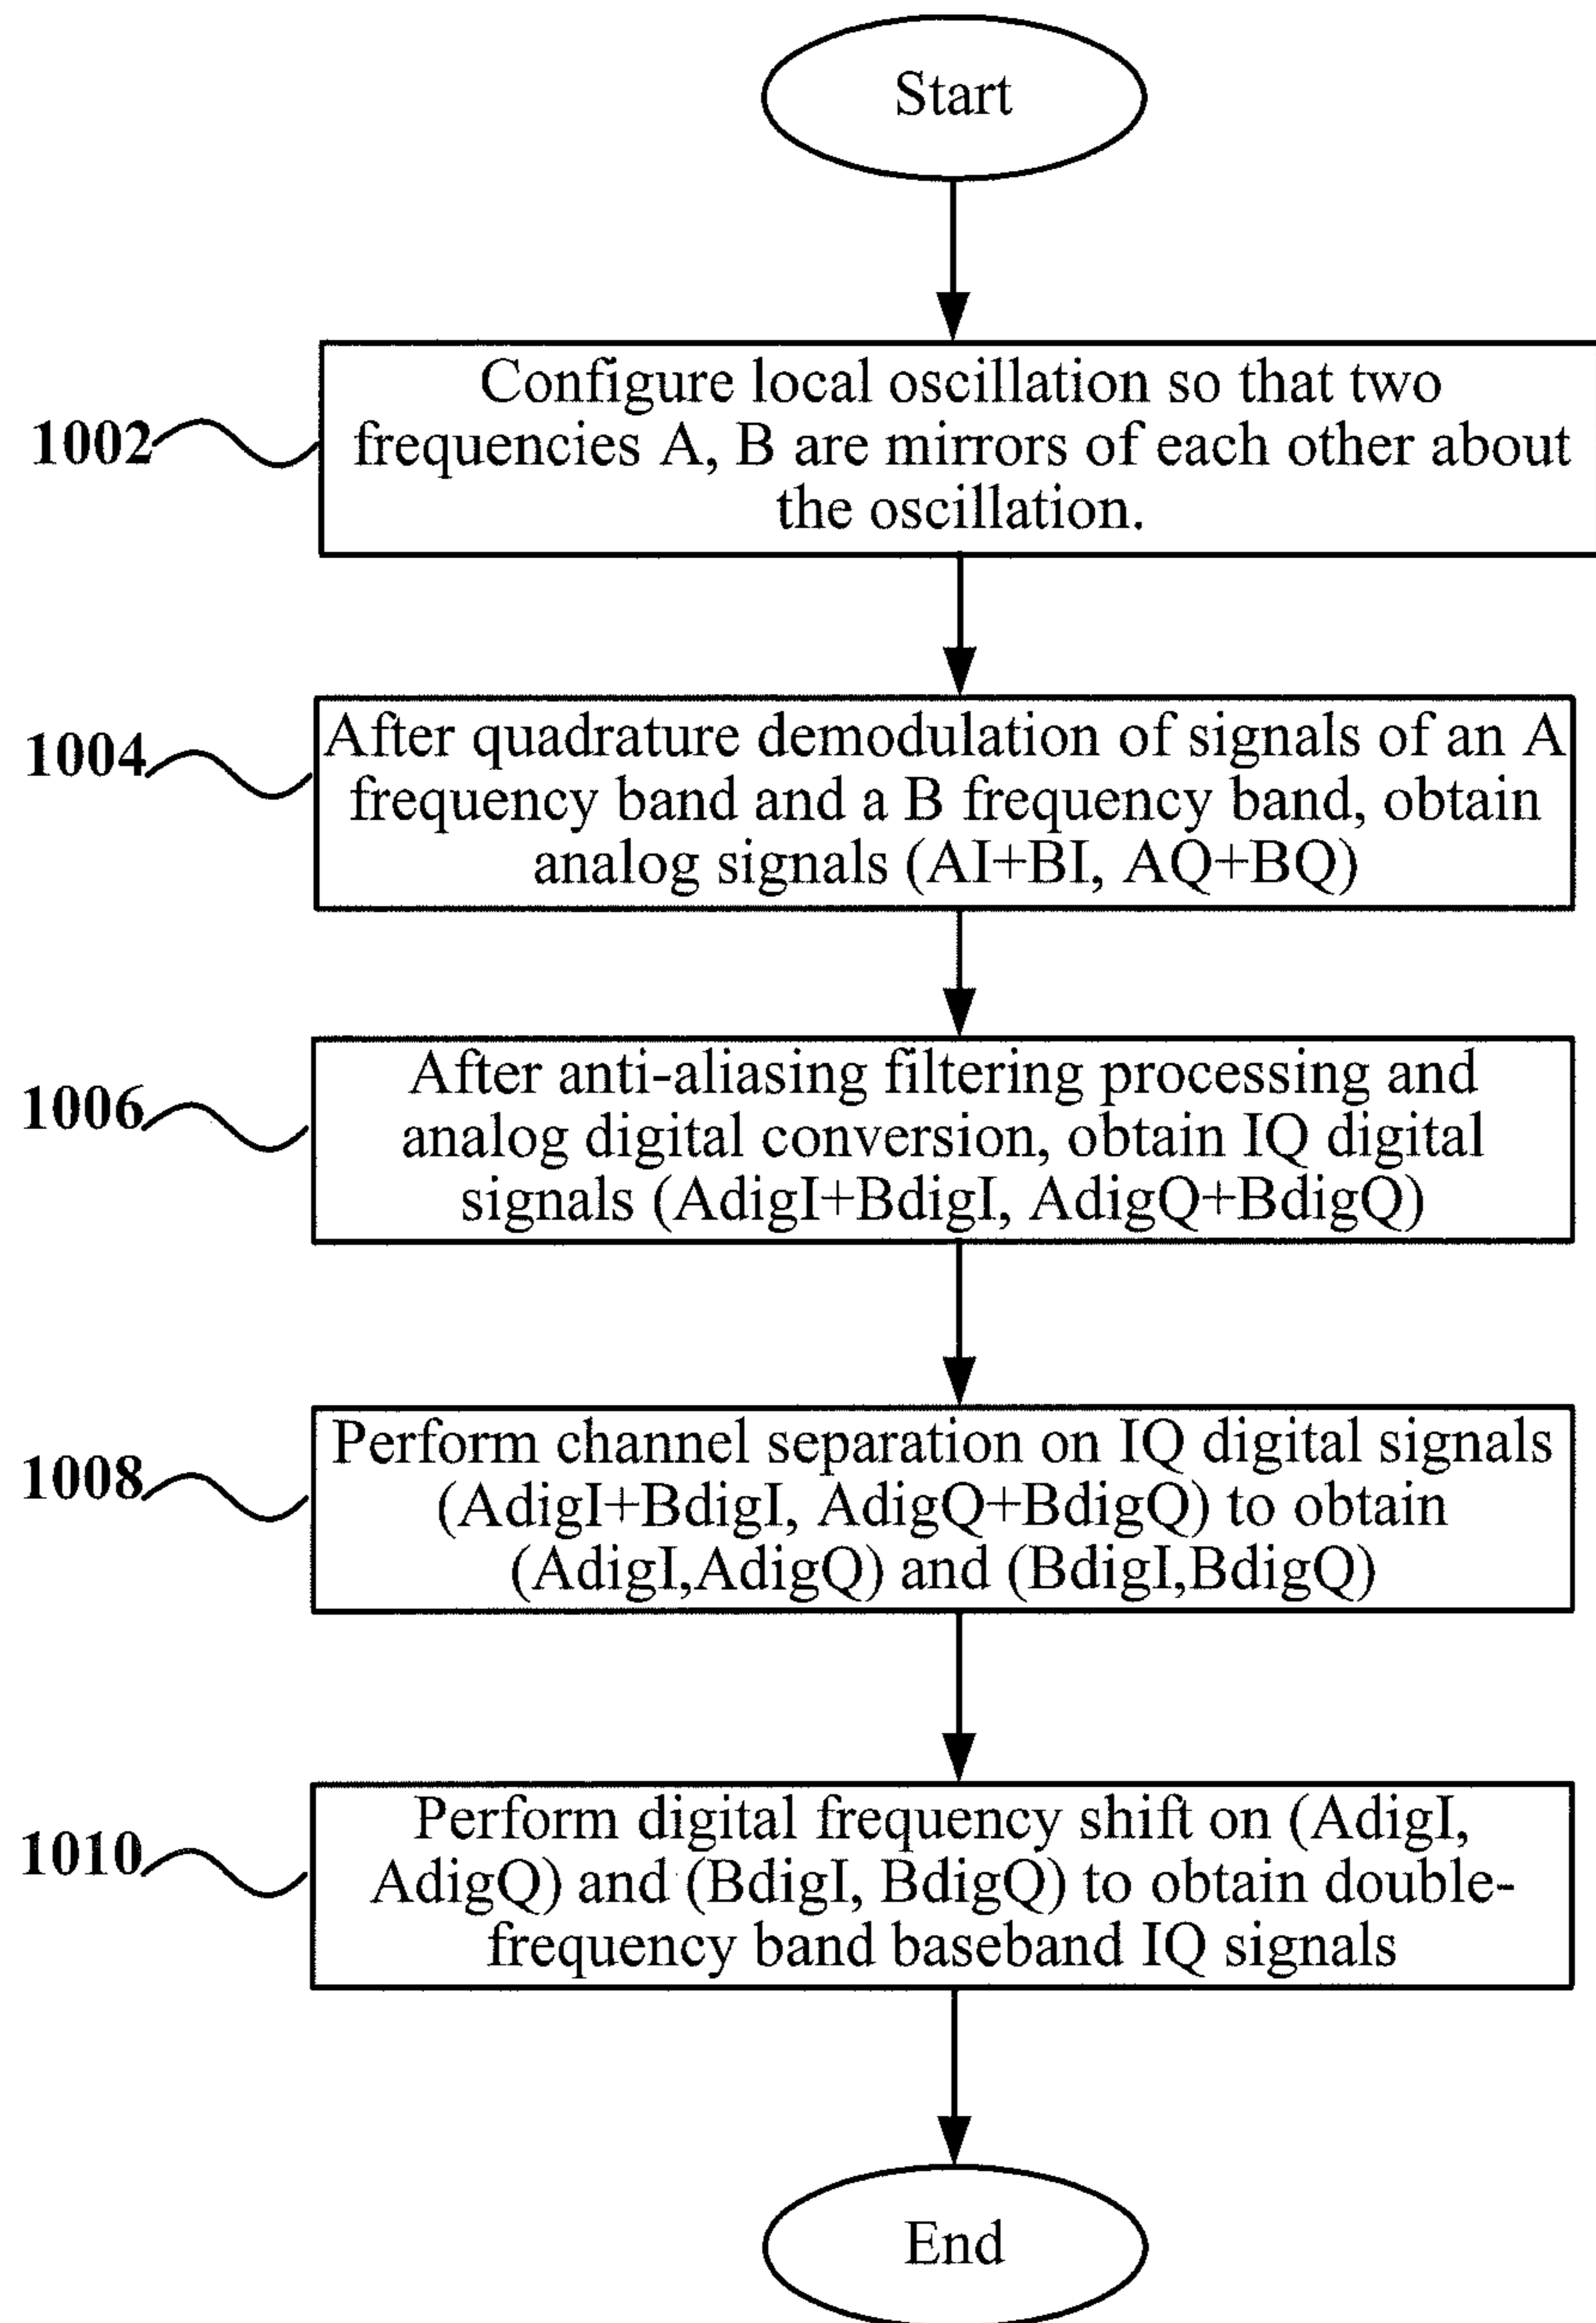 Start
1002
Configure local oscillation so that two
frequencies A, B are mirrors of each other about
the oscillation.
1004
After quadrature demodulation of signals of an A
frequency band and a B frequency band, obtain
analog signals (AI+BI, AQ+BQ)
1006
After anti-aliasing filtering processing and
analog digital conversion, obtain IQ digital
signals (AdigI+BdigI, AdigQ+BdigQ)
1008
Perform channel separation on IQ digital signals
(AdigI+BdigI, AdigQ+BdigQ) to obtain
(AdigI,AdigQ) and (BdigI,BdigQ)
1010
Perform digital frequency shift on (AdigI,
AdigQ) and (BdigI, BdigQ) to obtain double-
frequency band baseband IQ signals
End